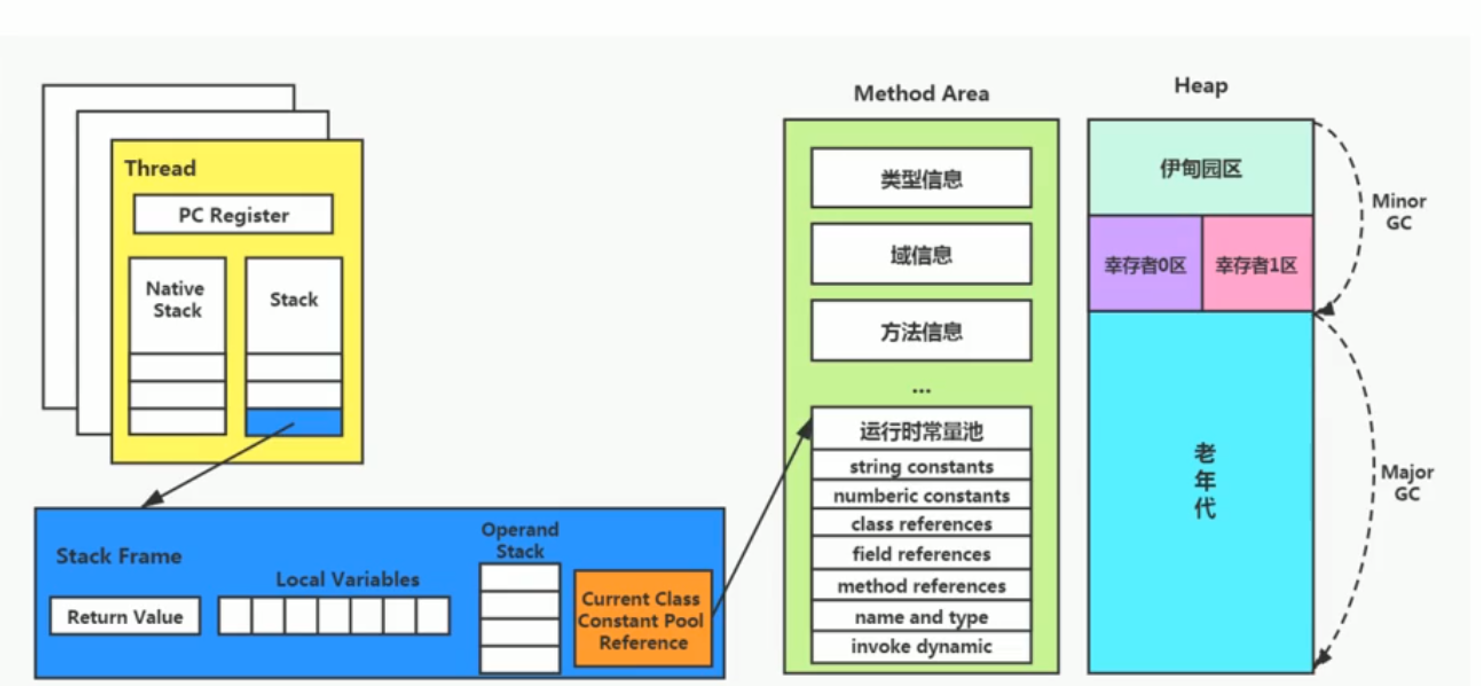 Thread
PC Register
Native
Stack
Stack
Stack Frame
Return Value
Local Variables
Operand
Stack
Current Class
Constant Pool
Reference
Method Area
类型信息
域信息
方法信息
...
运行时常量池
string constants
numberic constants
class references
field references
method references
name and type
invoke dynamic
Heap
伊甸园区
幸存者0区
幸存者1区
老
年
代
Minor
GC
Major
GC